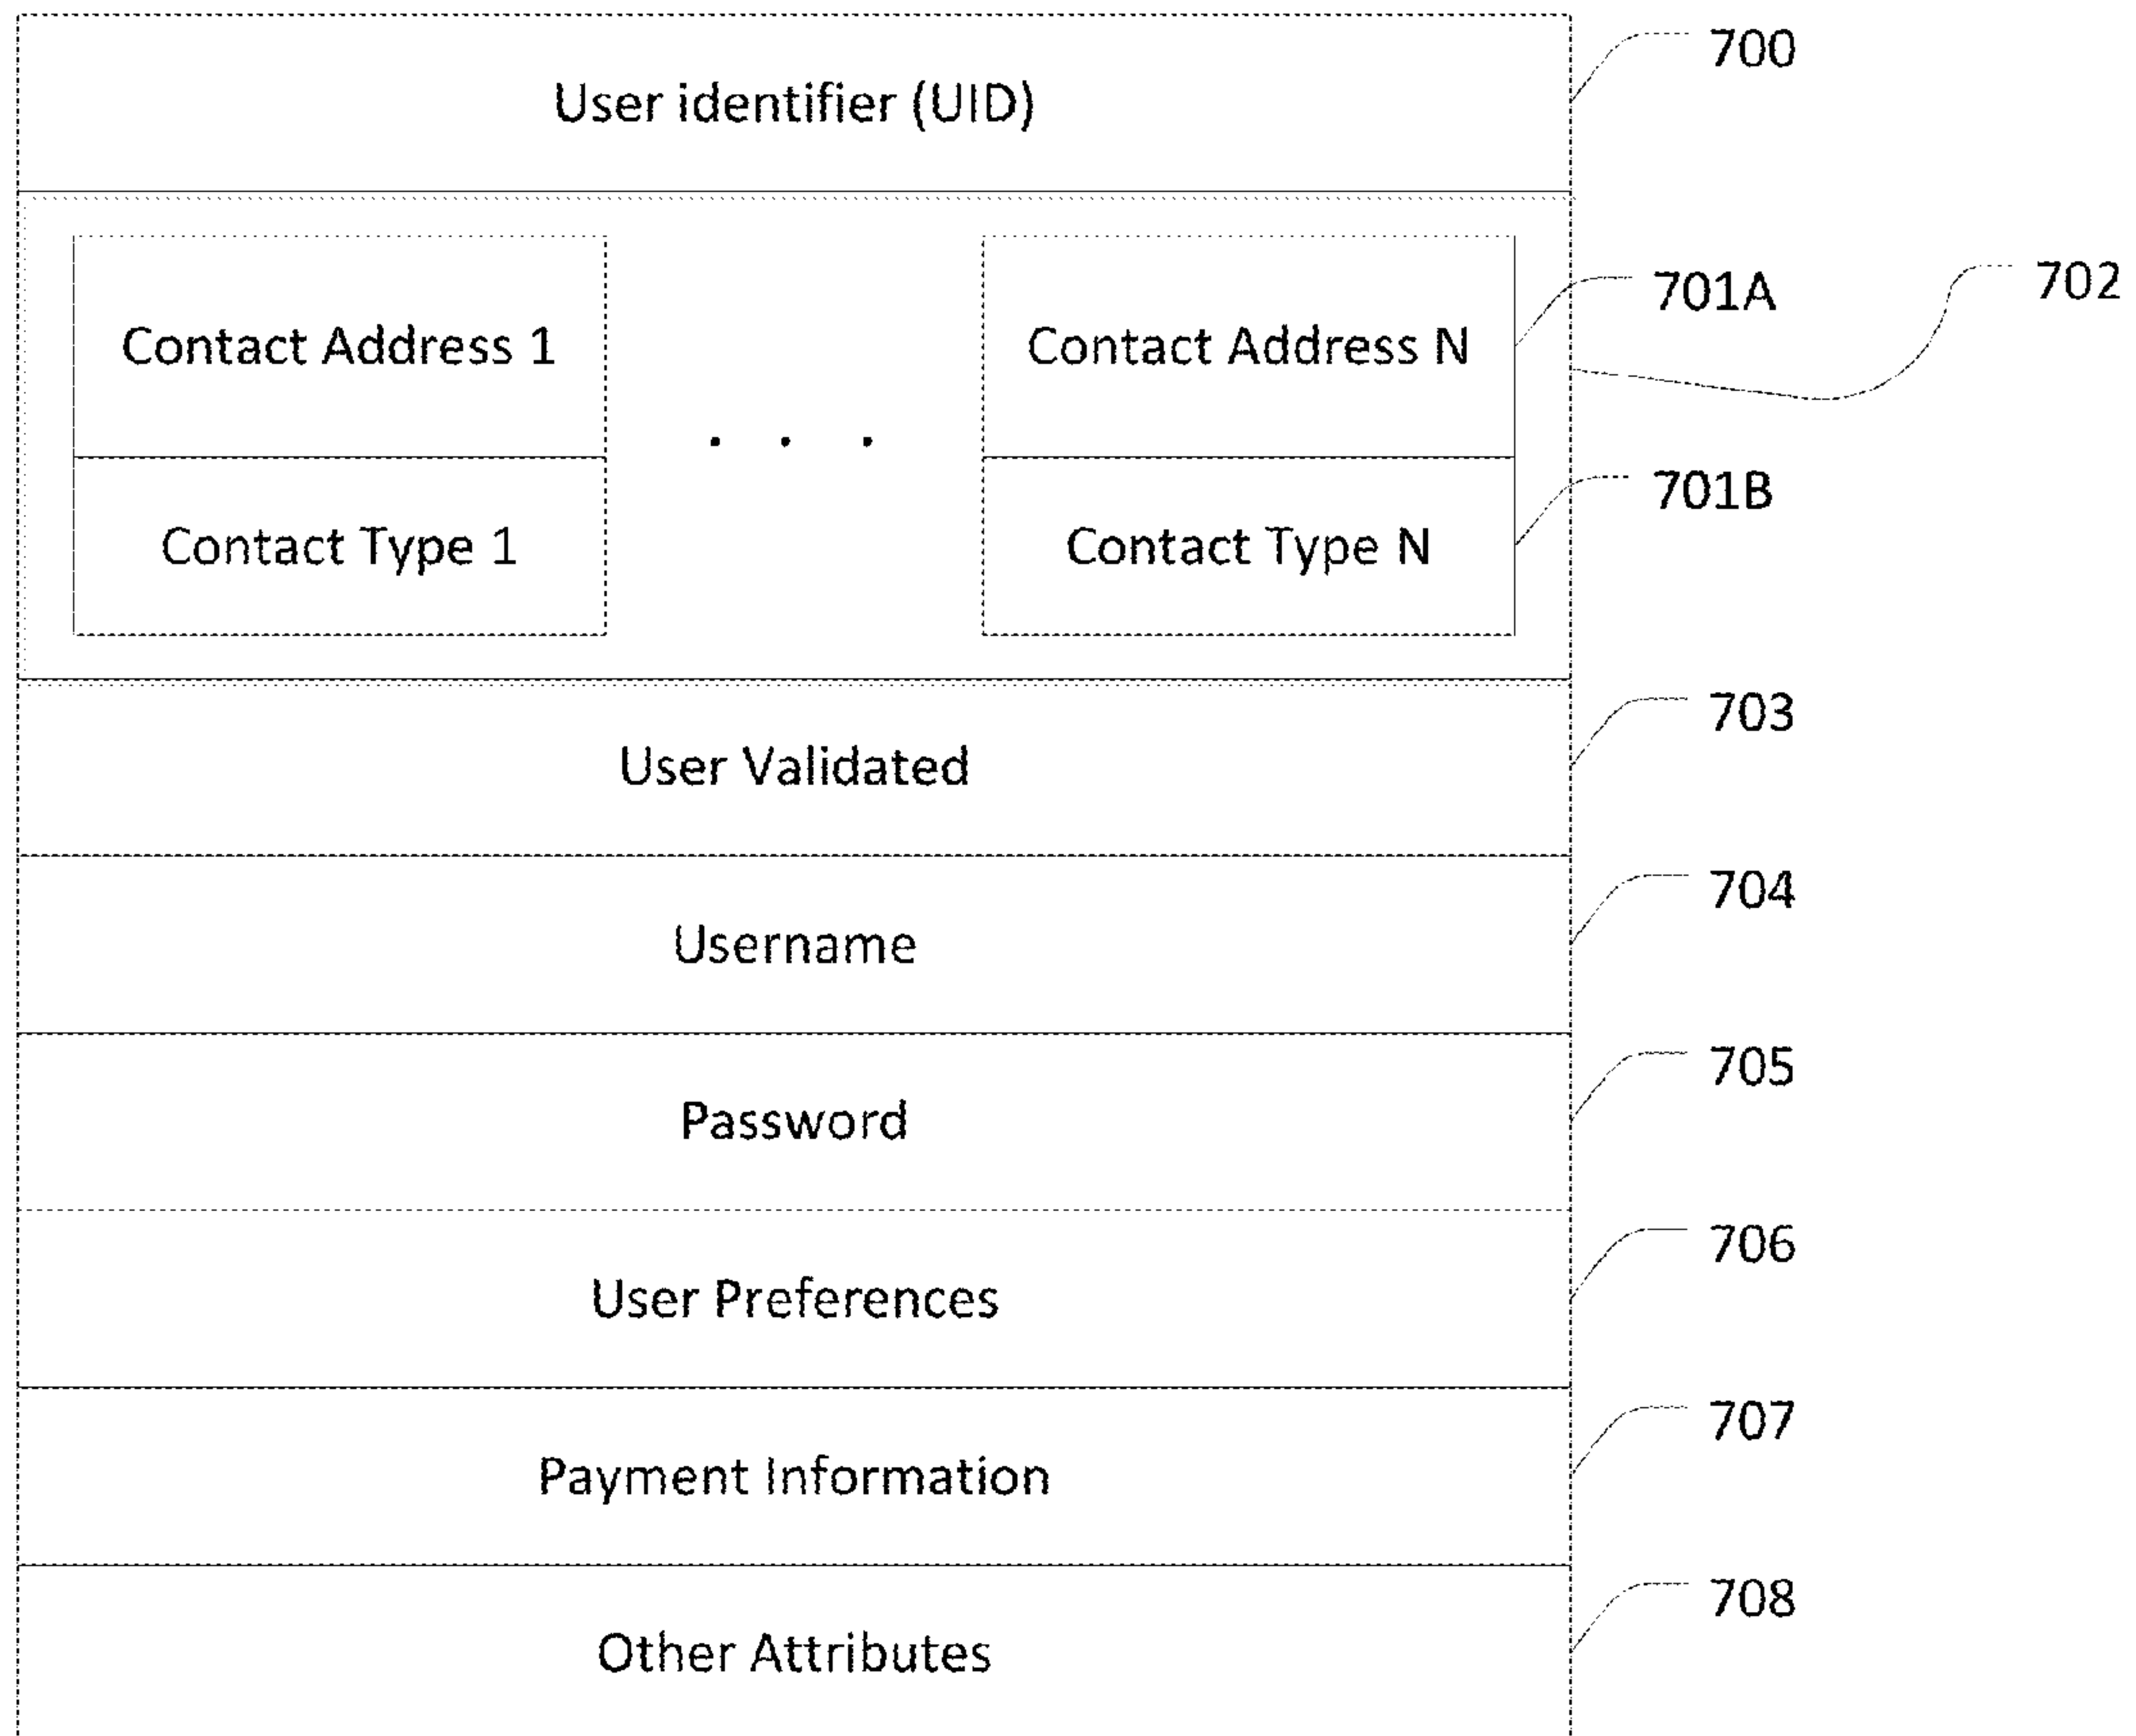 User identifier (UID)
700
Contact Address 1
Contact Address N
701A
702
. . .
Contact Type 1
Contact Type N
701B
User Validated
703
Username
704
Password
705
User Preferences
706
Payment Information
707
Other Attributes
708